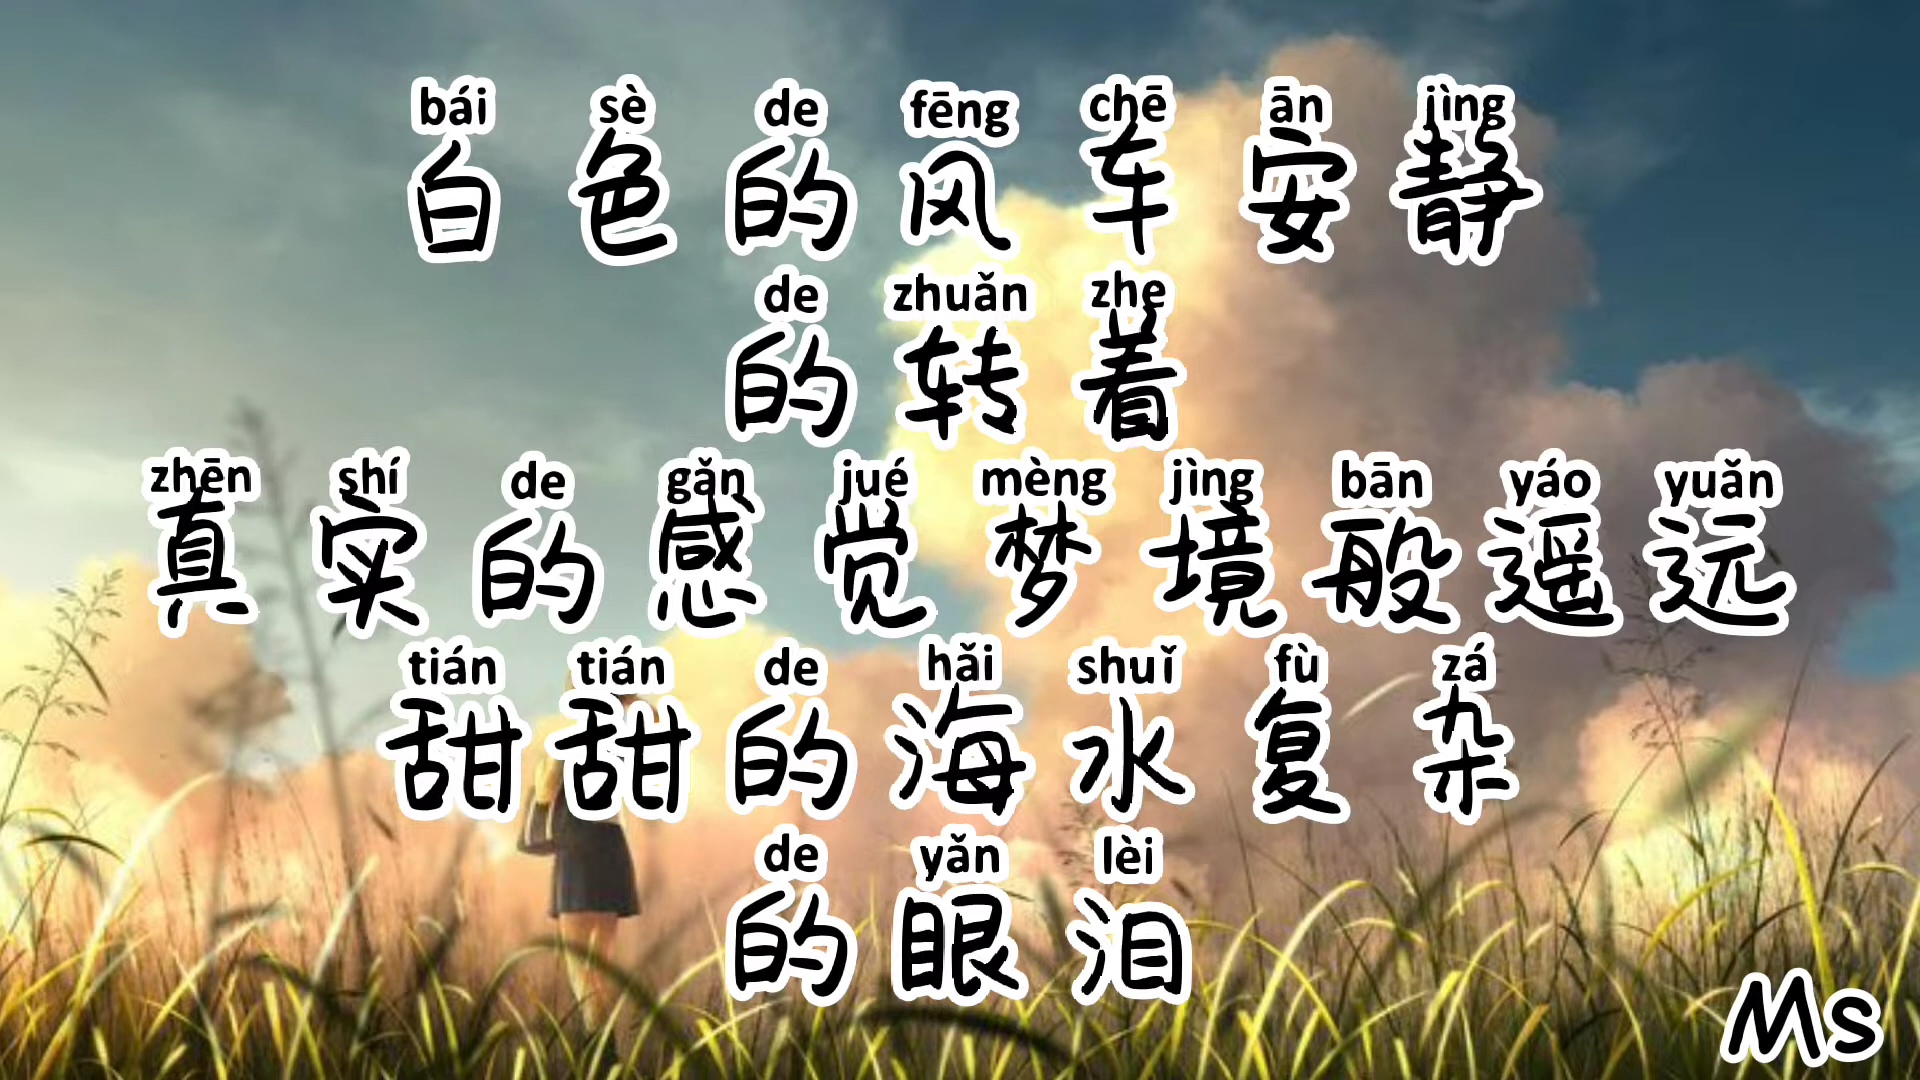 bái sè de fēng chē ān jìng
白色的风车安静
de zhuǎn zhe
的转着
zhēn shí de gǎn jué mèng jìng bān yáo yuǎn
真实的感觉梦境般遥远
tián tián de hǎi shuǐ fù zá
甜甜的海水复杂
de yǎn lèi
的眼泪
Ms